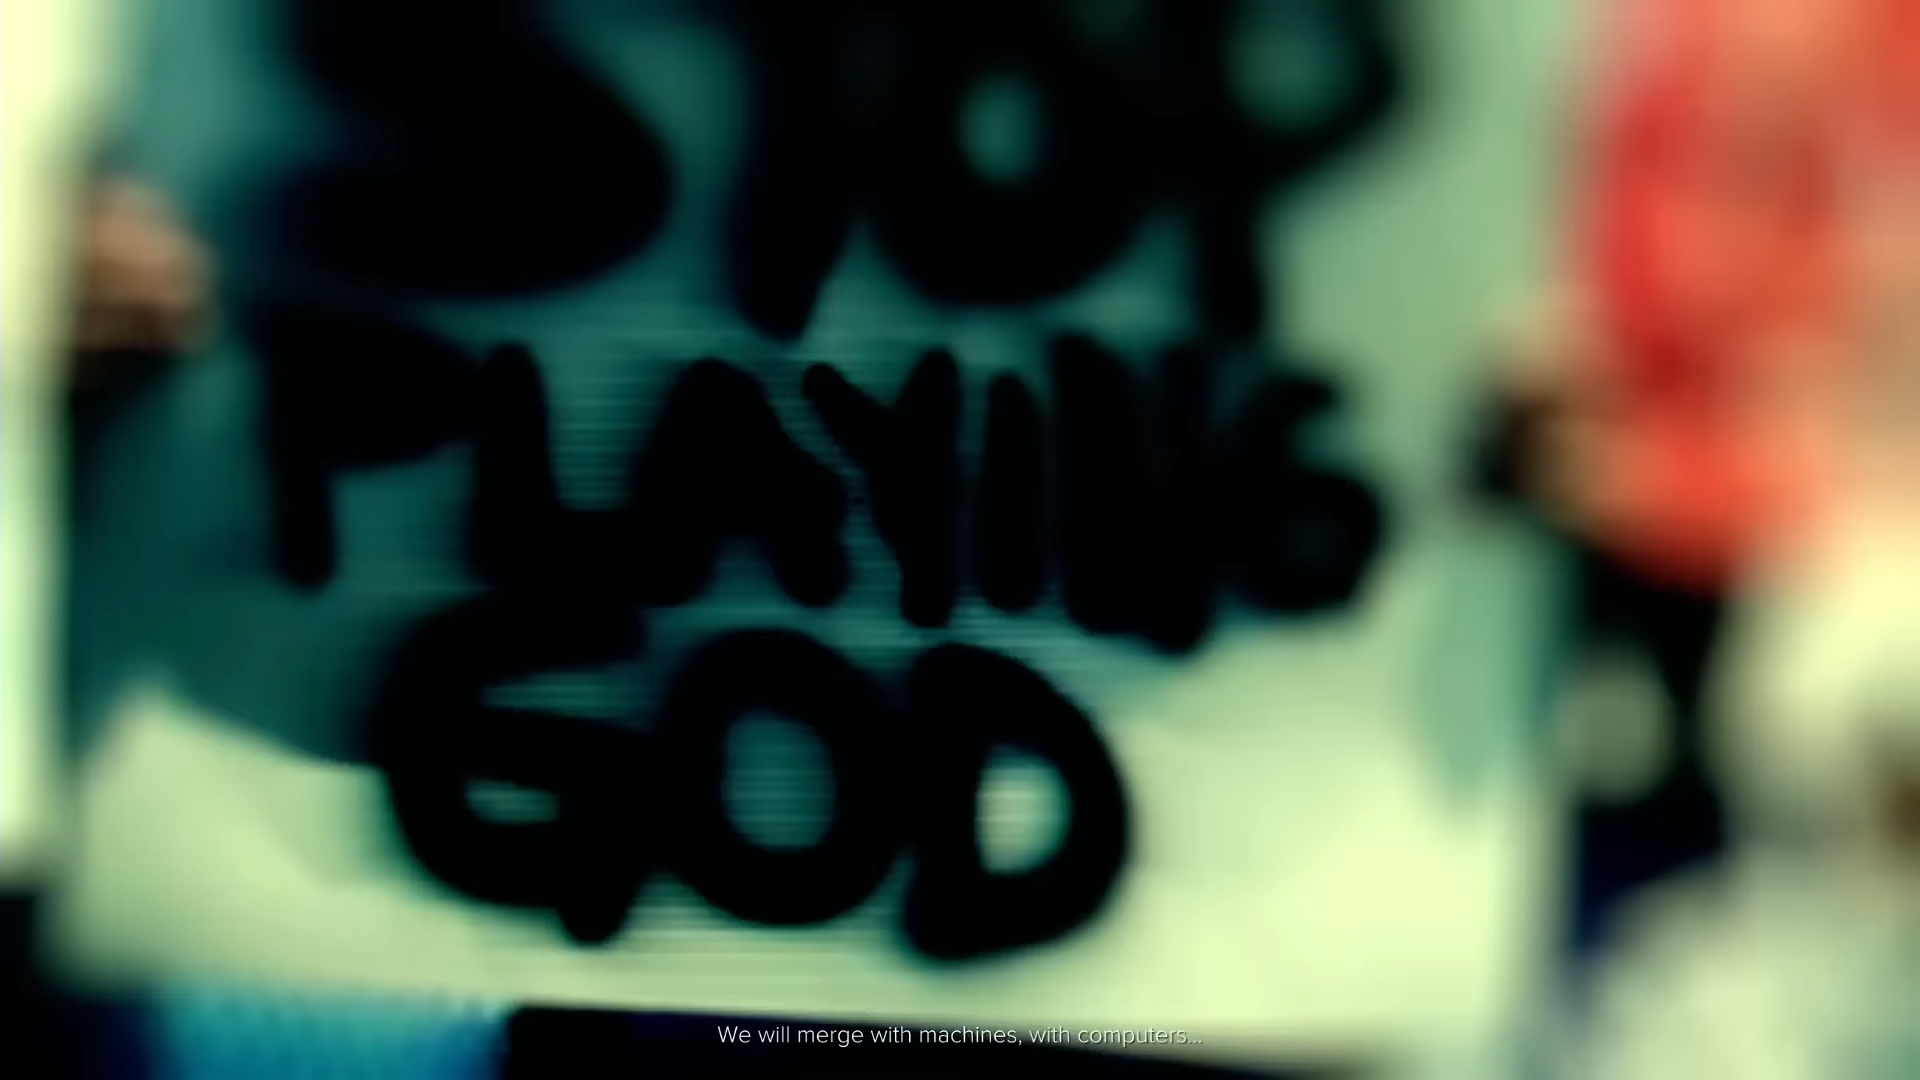 STOP
PLAYING
GOD
We will merge with machines, with computers...